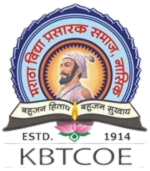 मराठा विद्या प्रसारक समाज, नासिक
बहुजन हिताय बहुजन सुखाय
ESTD. 1914
KBTCOE